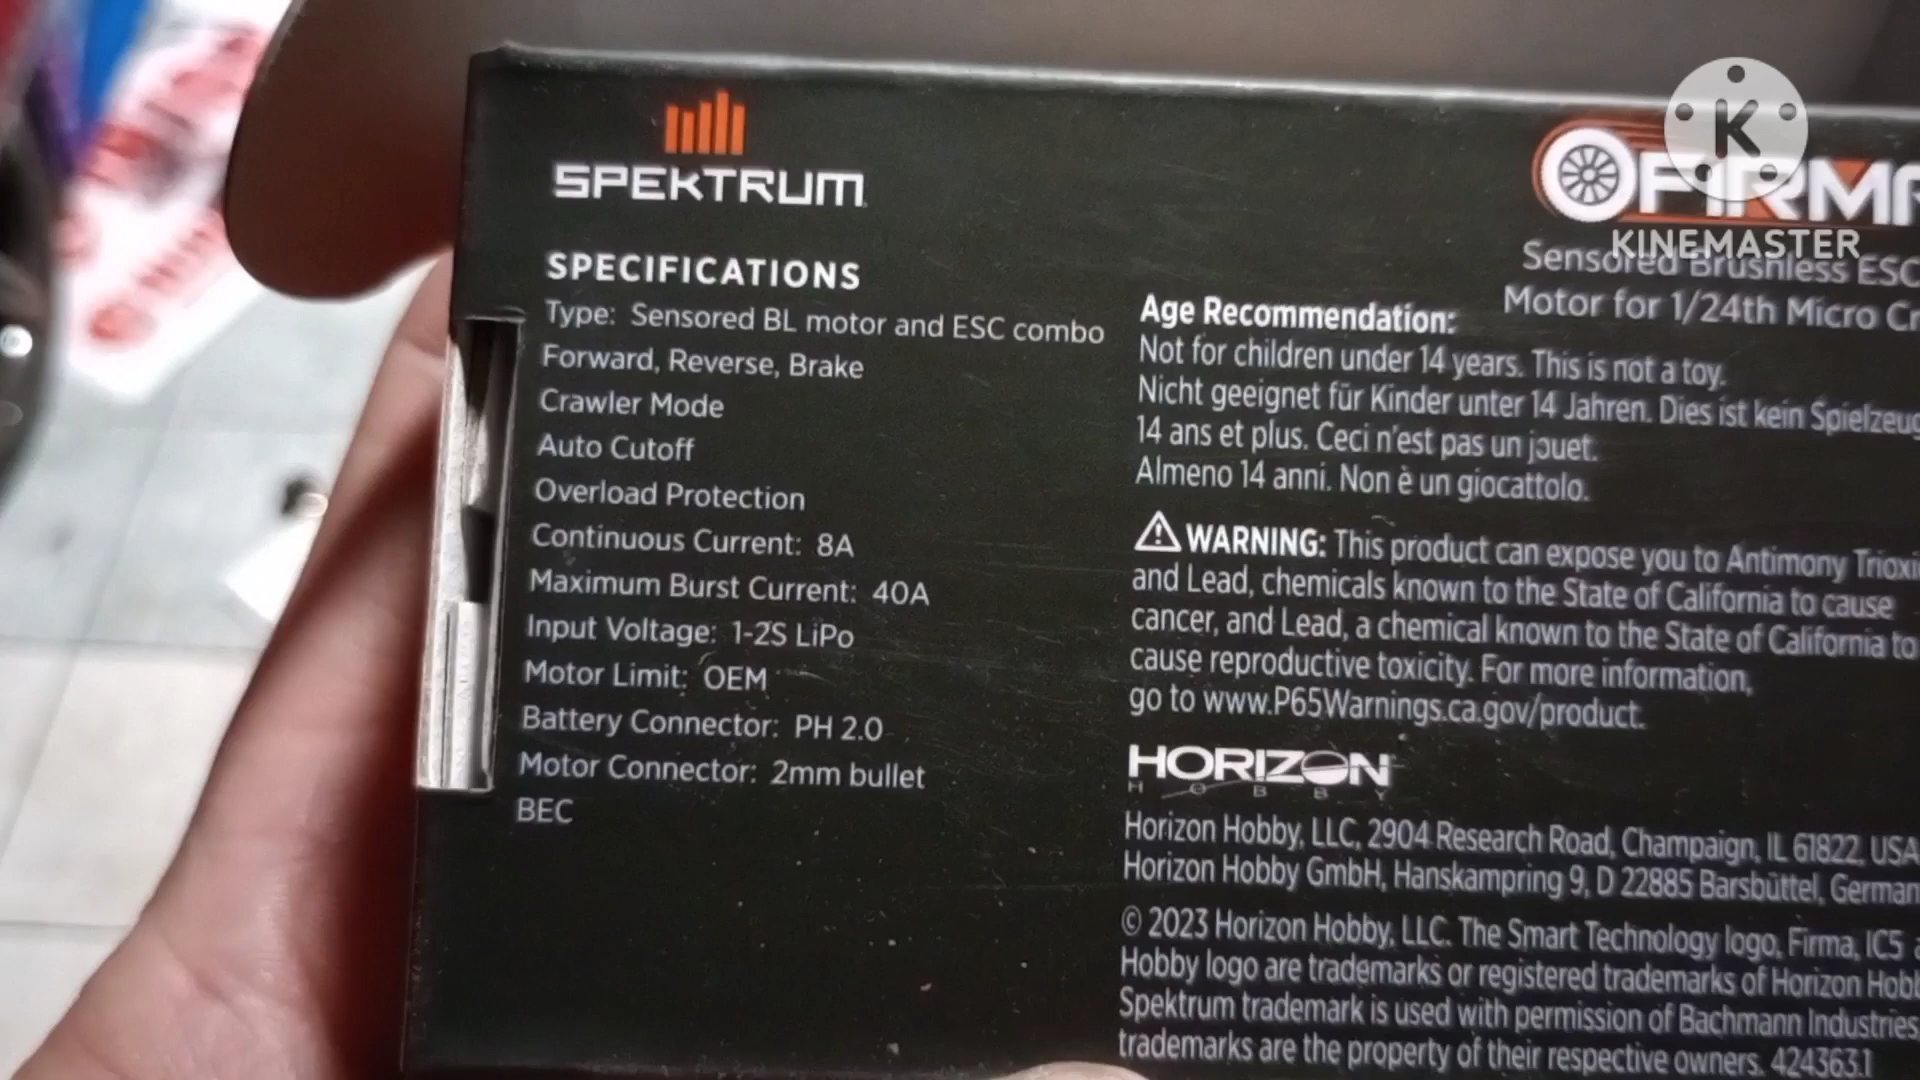 SPEKTRUM
SPECIFICATIONS
Type: Sensored BL motor and ESC combo
Forward, Reverse, Brake
Crawler Mode
Auto Cutoff
Overload Protection
Continuous Current: 8A
Maximum Burst Current: 40A
Input Voltage: 1-2S LiPo
Motor Limit: OEM
Battery Connector: PH 2.0
Motor Connector: 2mm bullet
BEC
K
KINEMASTER
Sensored Brushless ESC
Motor for 1/24th Micro
Age Recommendation:
Not for children under 14 years. This is not a toy.
Nicht geeignet für Kinder unter 14 Jahren. Dies ist kein Spielzeug
14 ans et plus. Ceci n'est pas un jouet.
Almeno 14 anni. Non è un giocattolo.
WARNING: This product can expose you to Antimony
and Lead, chemicals known to the State of California to cause
cancer, and Lead, a chemical known to the State of California to
cause reproductive toxicity. For more information,
go to www.P65Warnings.ca.gov/product.
HORIZON
HOBBY
Horizon Hobby, LLC, 2904 Research Road, Champaign, IL 61822, USA
Horizon Hobby GmbH, Hanskampring 9, D 22885 Barsbüttel,
© 2023 Horizon Hobby, LLC. The Smart Technology logo, Firma, IC5
Hobby logo are trademarks or registered trademarks of Horizon
Spektrum trademark is used with permission of Bachmann Industries,
trademarks are the property of their respective owners. 424363.1